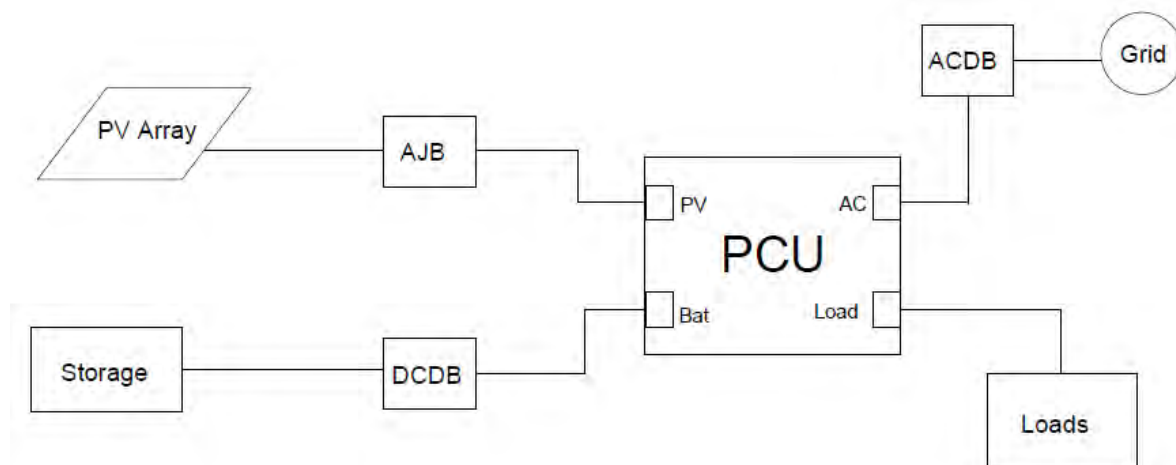 ACDB
Grid
PV Array
AJB
PV
AC
PCU
Bat
Load
Storage
DCDB
Loads